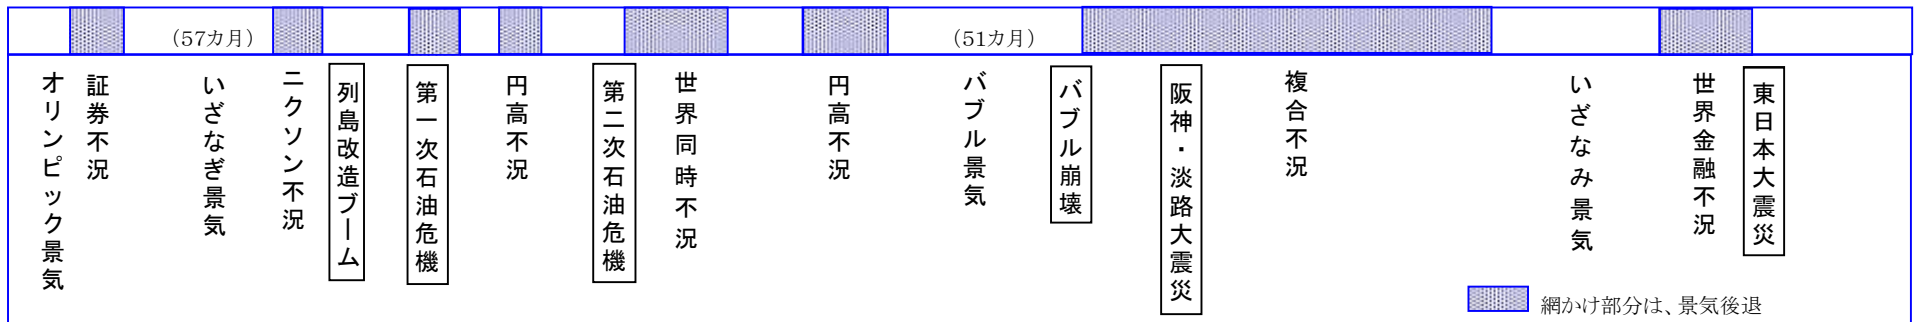 (57カ月)
(51カ月)
オリンピック景気
証券不況
いざなぎ景気
ニクソン不況
列島改造ブーム
第一次石油危機
円高不況
第二次石油危機
世界同時不況
円高不況
バブル景気
バブル崩壊
阪神・淡路大震災
複合不況
いざなみ景気
世界金融不況
東日本大震災
網かけ部分は、景気後退